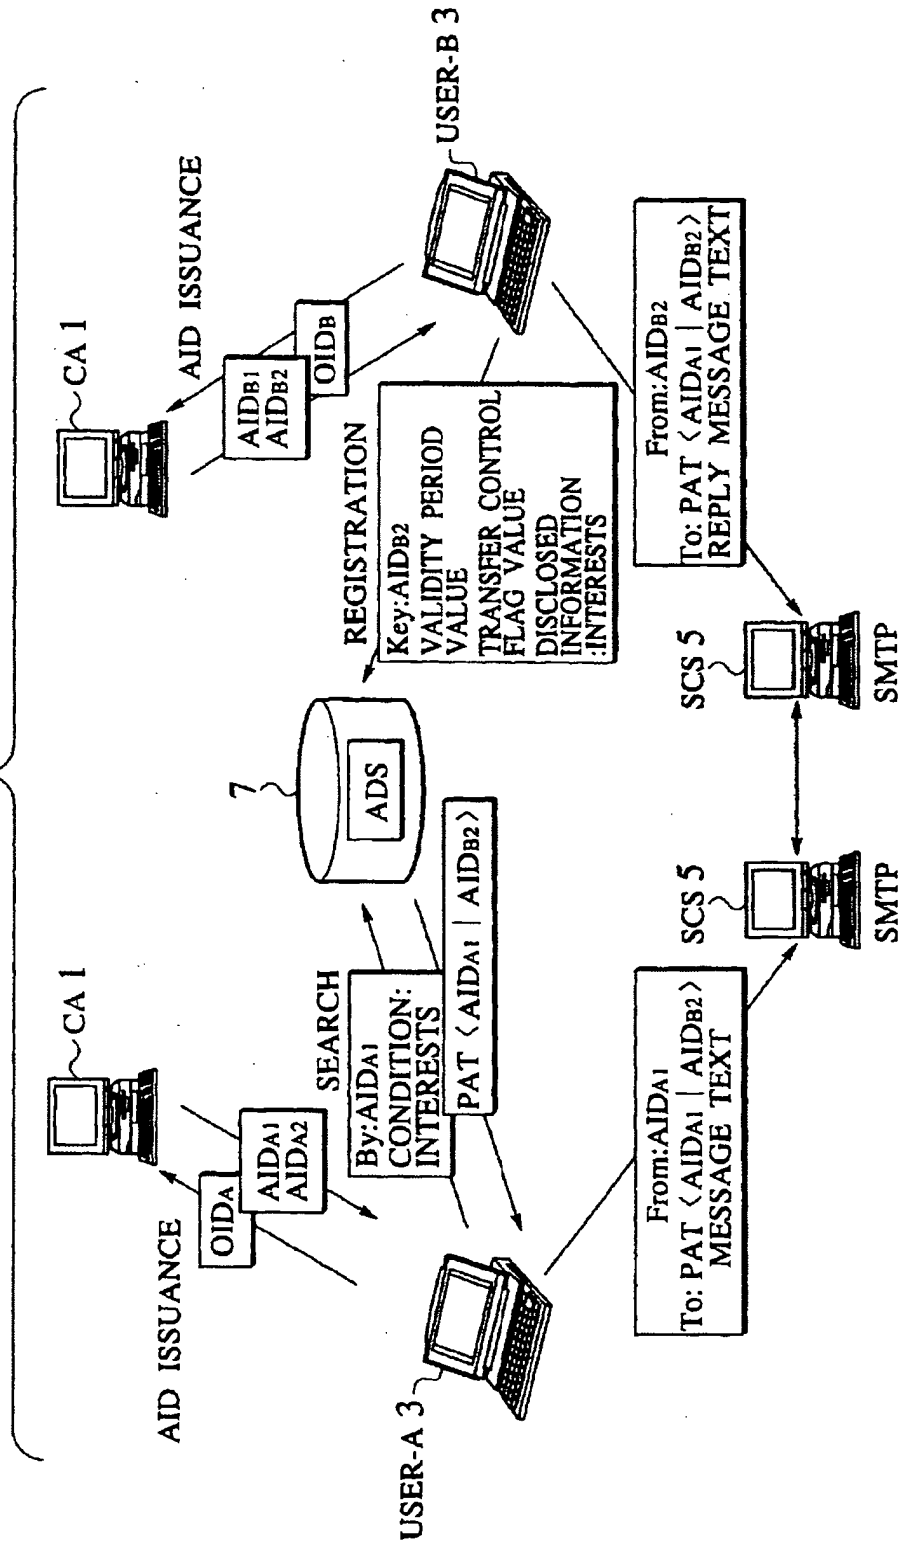 CA 1
AID ISSUANCE
OIDA
AIDA1
AIDA2
USER-A 3
SEARCH
By:AIDA1
CONDITION:
INTERESTS
PAT〈AIDA1 | AIDB2〉
7
ADS
CA 1
AID ISSUANCE
AIDB1
AIDB2
OIDB
USER-B 3
REGISTRATION
Key:AIDB2
VALIDITY PERIOD
VALUE
TRANSFER CONTROL
FLAG VALUE
DISCLOSED
INFORMATION
:INTERESTS
From:AIDA1
To: PAT〈AIDA1 | AIDB2〉
MESSAGE TEXT
SCS 5
SMTP
SCS 5
SMTP
From:AIDB2
To: PAT〈AIDA1 | AIDB2〉
REPLY MESSAGE TEXT